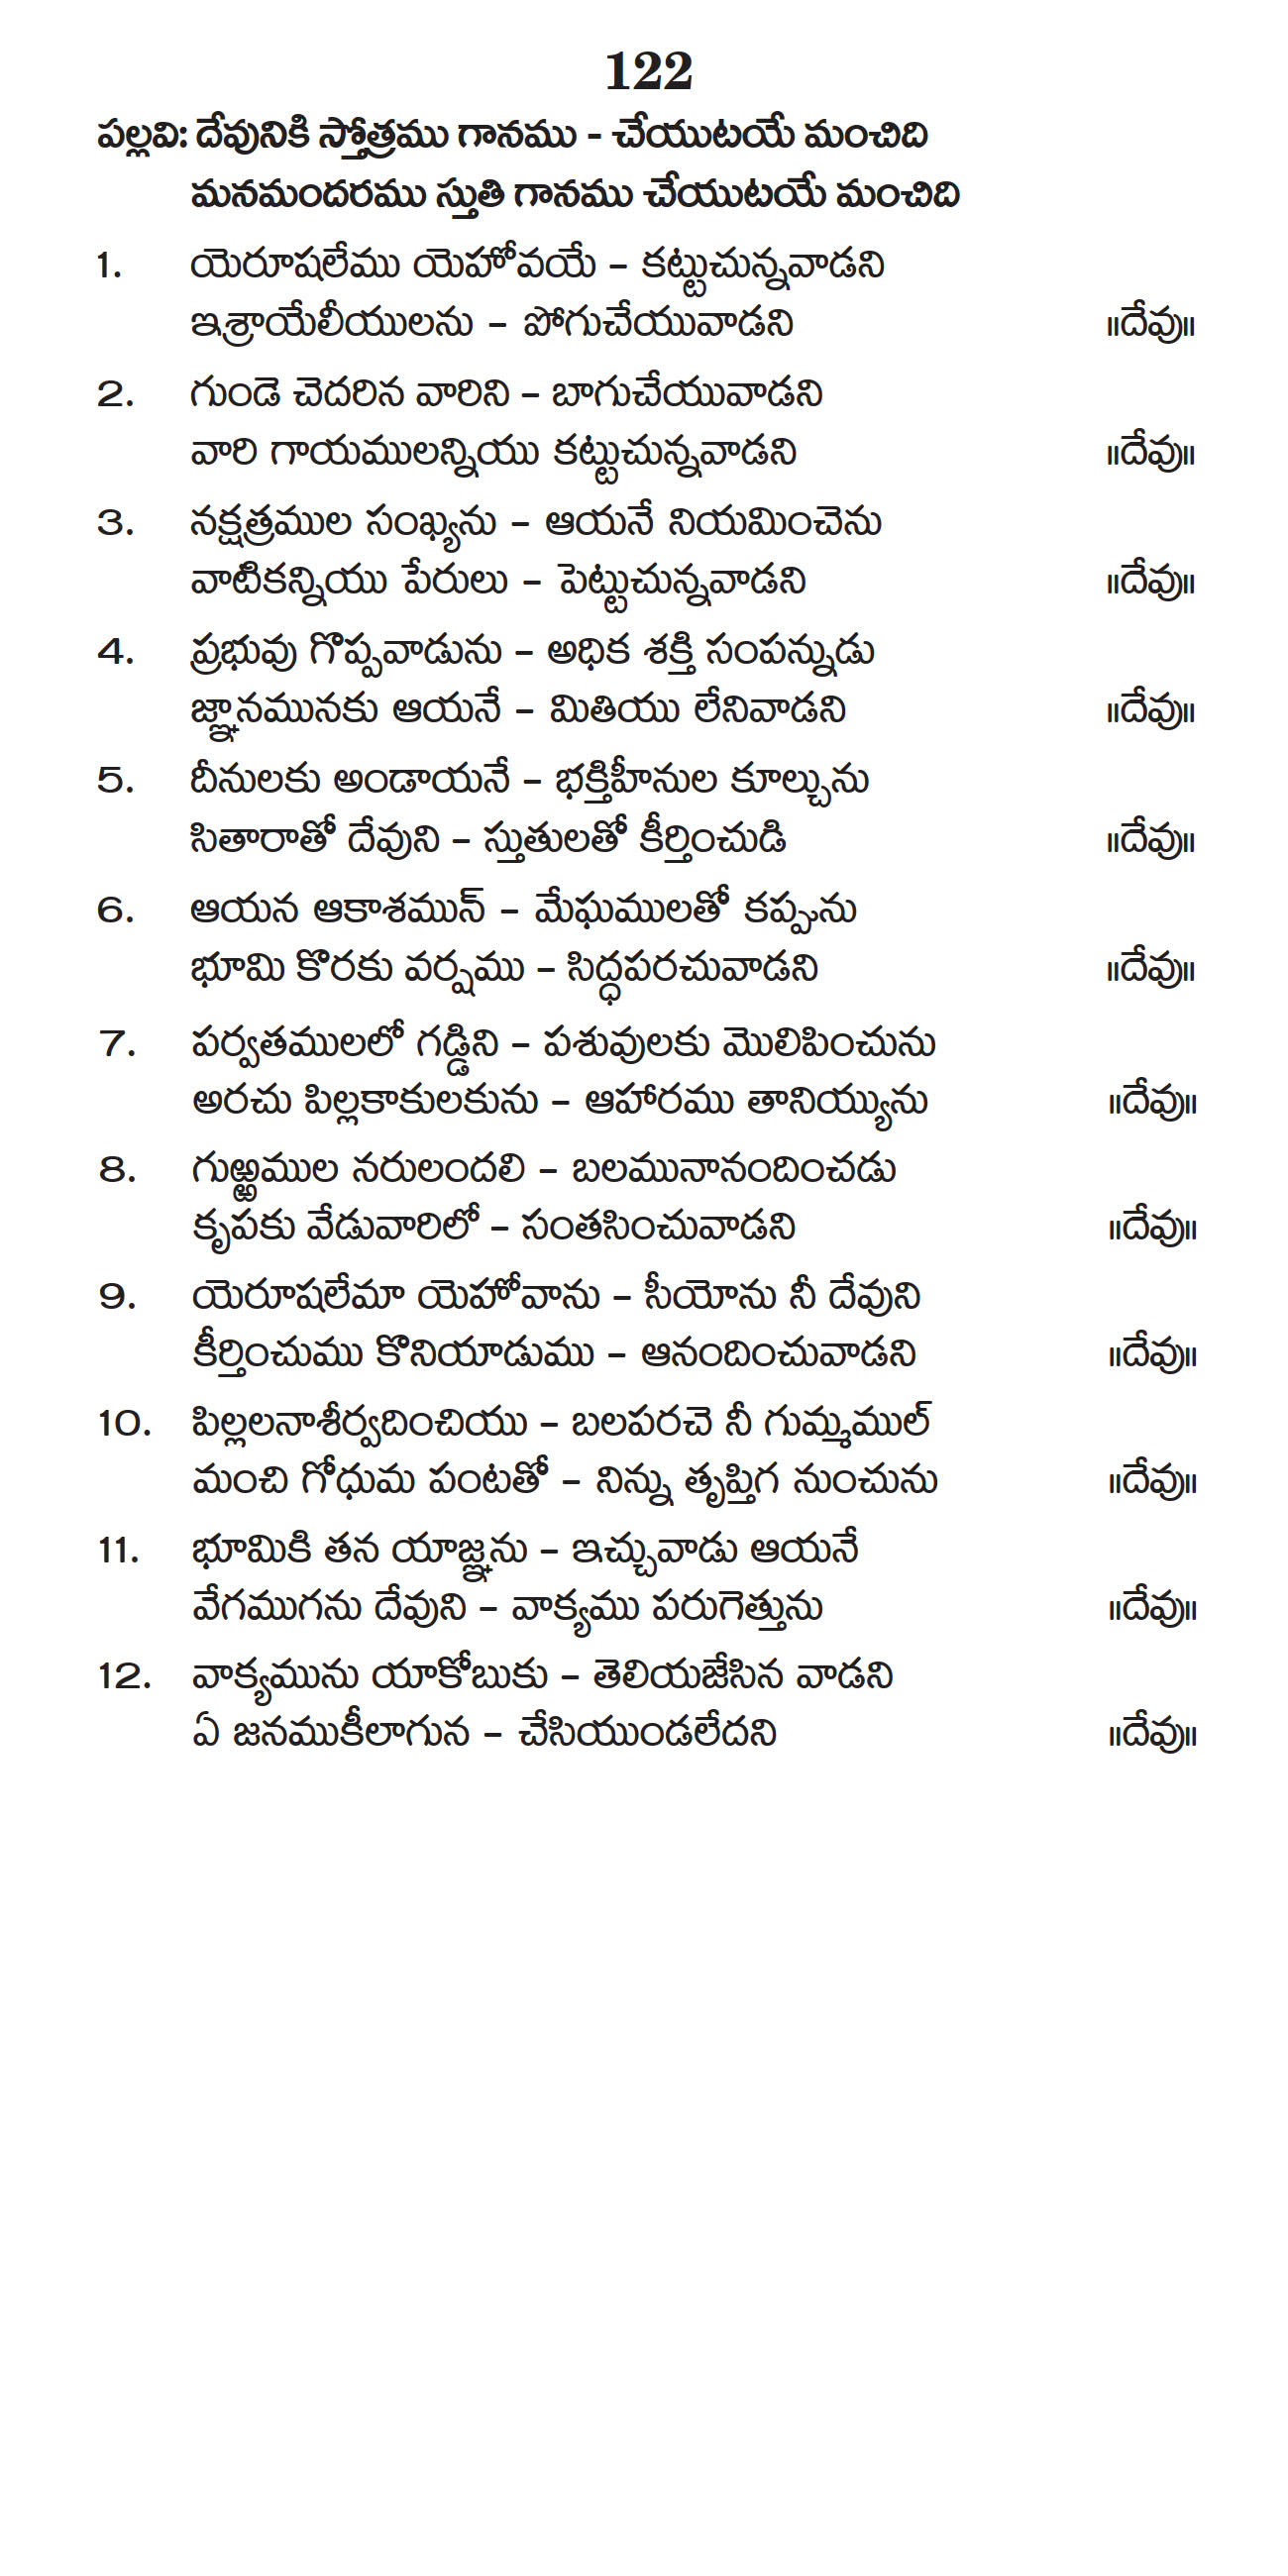 122
పల్లవి: దేవునికి స్తోత్రము గానము - చేయుటయే మంచిది
మనమందరము స్తుతి గానము చేయుటయే మంచిది
1. యెరూషలేము యెహోవయే – కట్టుచున్నవాడని
ఇశ్రాయేలీయులను – పోగుచేయువాడని ॥దేవు॥
2. గుండె చెదరిన వారిని – బాగుచేయువాడని
వారి గాయములన్నియు కట్టుచున్నవాడని ॥దేవు॥
3. నక్షత్రముల సంఖ్యను – ఆయనే నియమించెను
వాటికన్నియు పేరులు – పెట్టుచున్నవాడని ॥దేవు॥
4. ప్రభువు గొప్పవాడును – అధిక శక్తి సంపన్నుడు
జ్ఞానమునకు ఆయనే – మితియు లేనివాడని ॥దేవు॥
5. దీనులకు అండాయనే – భక్తిహీనుల కూల్చును
సితారాతో దేవుని – స్తుతులతో కీర్తించుడి ॥దేవు॥
6. ఆయన ఆకాశమున్ – మేఘములతో కప్పును
భూమి కొరకు వర్షము – సిద్ధపరచువాడని ॥దేవు॥
7. పర్వతములలో గడ్డిని – పశువులకు మొలిపించును
అరచు పిల్లకాకులకును – ఆహారము తానియ్యును ॥దేవు॥
8. గుఱ్ఱముల నరులందలి – బలమునానందించడు
కృపకు వేడువారిలో – సంతసించువాడని ॥దేవు॥
9. యెరూషలేమా యెహోవాను – సీయోను నీ దేవుని
కీర్తించుము కొనియాడుము – ఆనందించువాడని ॥దేవు॥
10. పిల్లలనాశీర్వదించియు – బలపరచె నీ గుమ్మముల్
మంచి గోధుమ పంటతో – నిన్ను తృప్తిగ నుంచును ॥దేవు॥
11. భూమికి తన యాజ్ఞను – ఇచ్చువాడు ఆయనే
వేగముగను దేవుని – వాక్యము పరుగెత్తును ॥దేవు॥
12. వాక్యమును యాకోబుకు – తెలియజేసిన వాడని
ఏ జనముకీలాగున – చేసియుండలేదని ॥దేవు॥